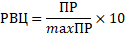 РВЦ = ПР / maxПР × 10